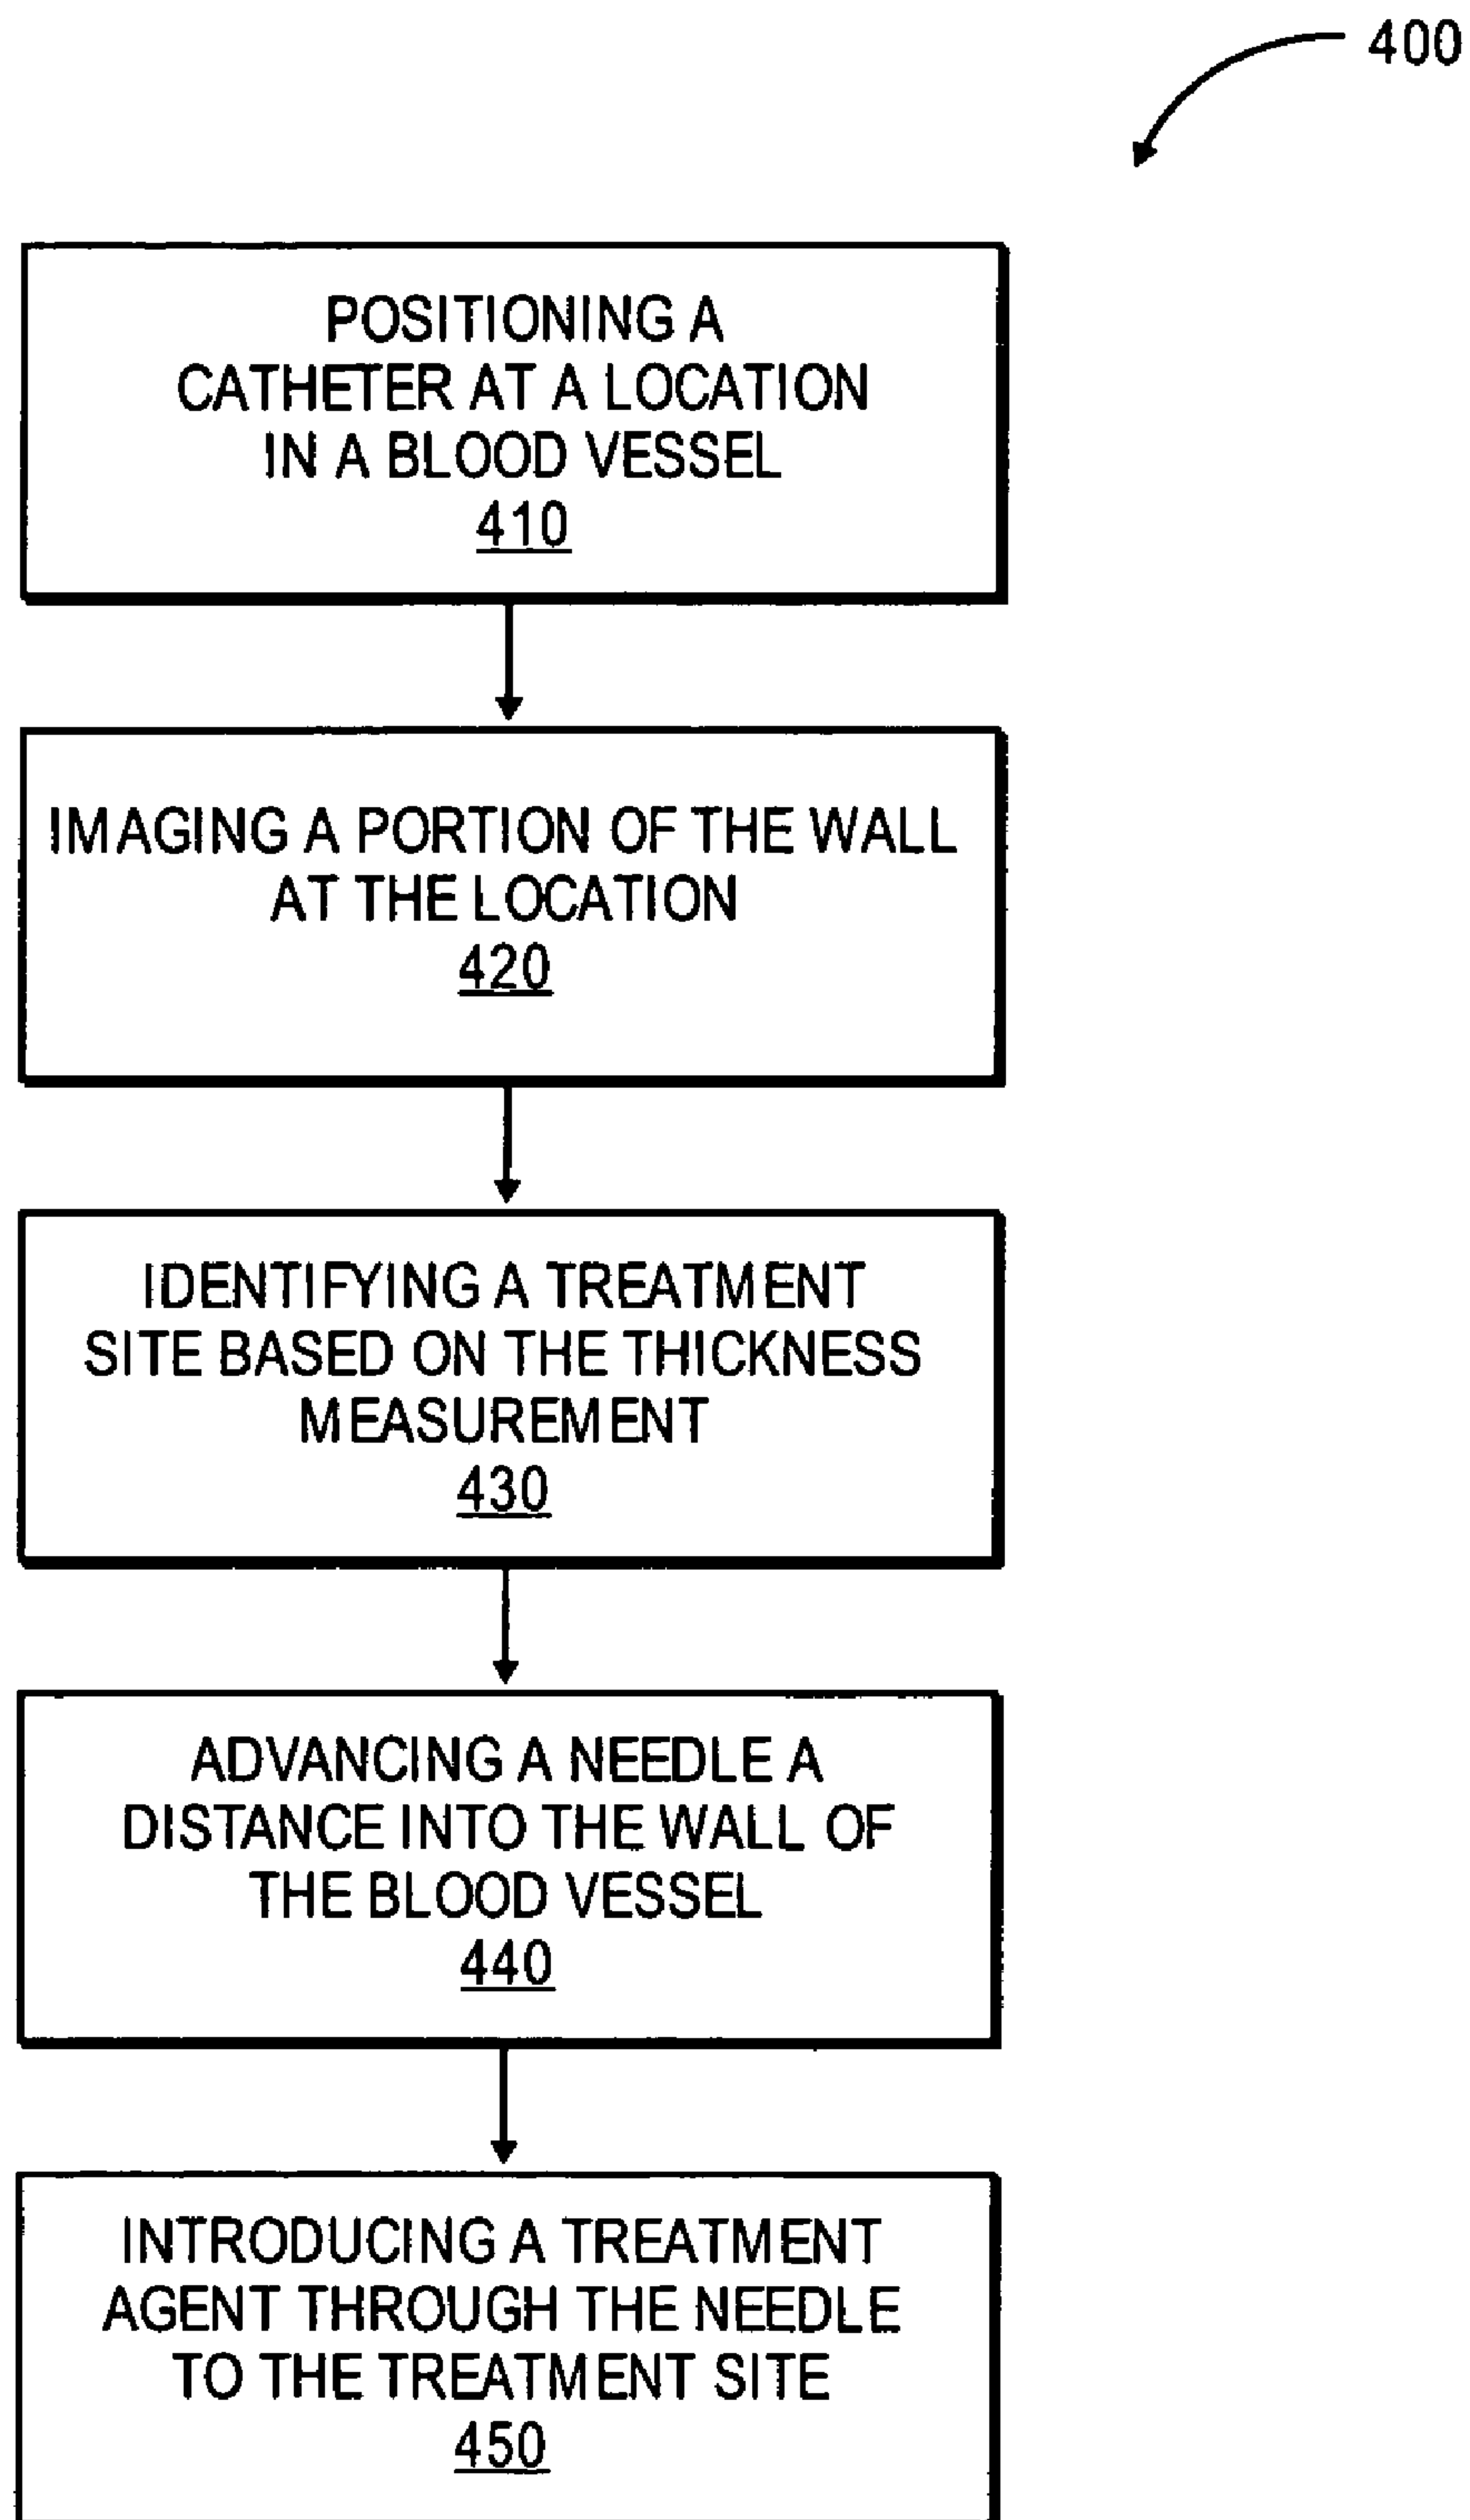 400
POSITIONING A
CATHETER AT A LOCATION
IN A BLOOD VESSEL
410
IMAGING A PORTION OF THE WALL
AT THE LOCATION
420
IDENTIFYING A TREATMENT
SITE BASED ON THE THICKNESS
MEASUREMENT
430
ADVANCING A NEEDLE A
DISTANCE INTO THE WALL OF
THE BLOOD VESSEL
440
INTRODUCING A TREATMENT
AGENT THROUGH THE NEEDLE
TO THE TREATMENT SITE
450